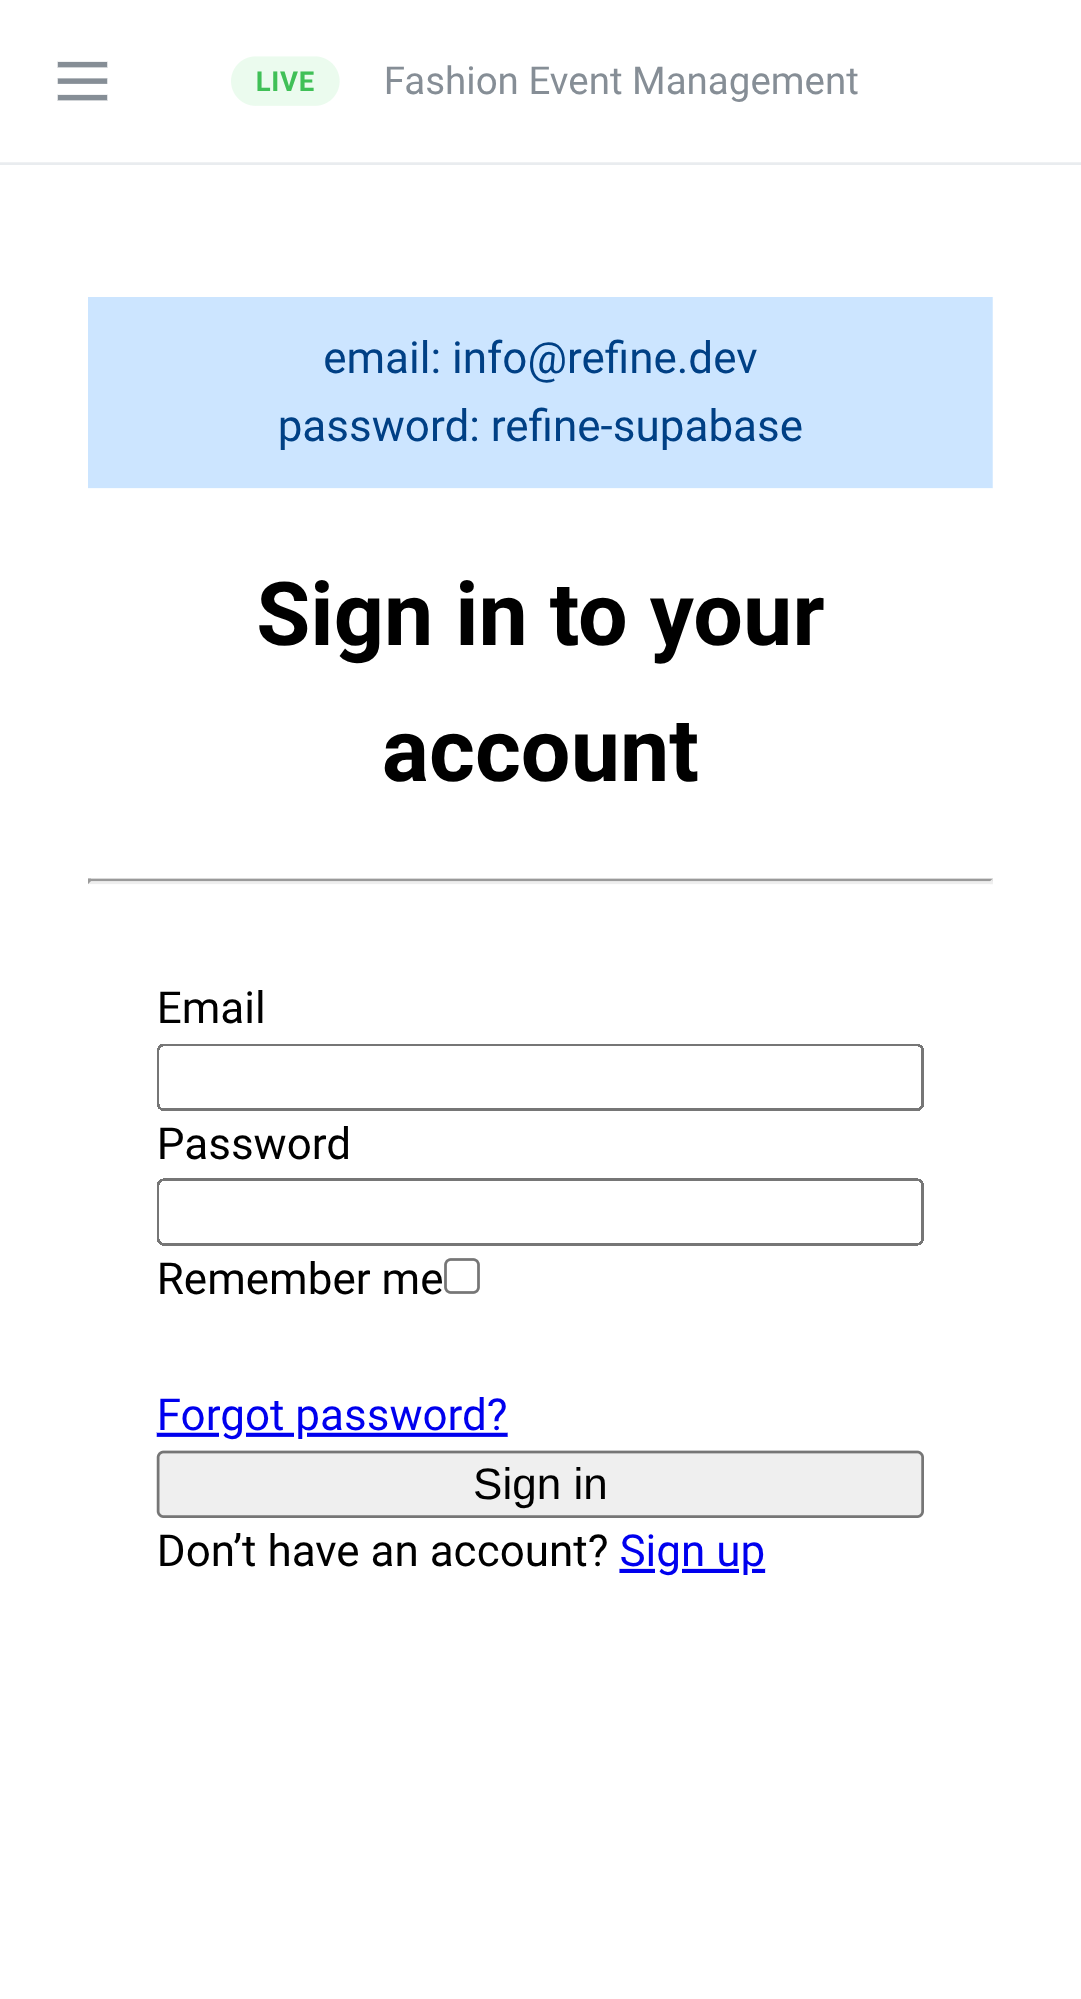 LIVE Fashion Event Management
email: info@refine.dev
password: refine-supabase
Sign in to your
account
Email
Password
Remember me
Forgot password?
Sign in
Don’t have an account? Sign up